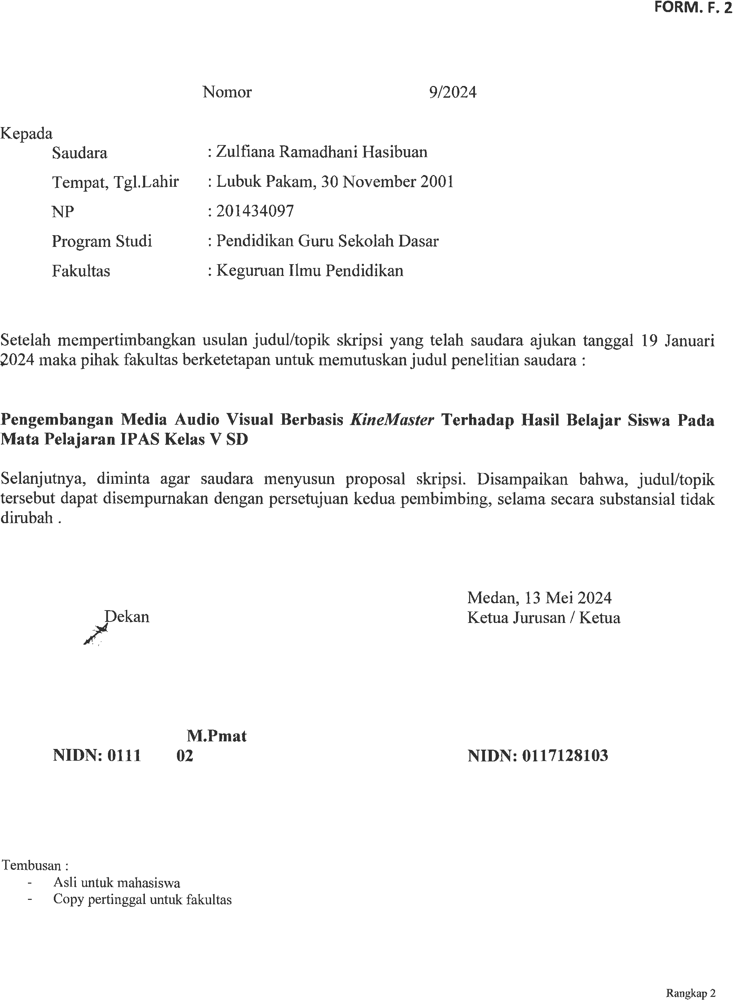 FORM. F. 2
Nomor 9/2024
Kepada
Saudara : Zulfiana Ramadhani Hasibuan
Tempat, Tgl.Lahir : Lubuk Pakam, 30 November 2001
NP : 201434097
Program Studi : Pendidikan Guru Sekolah Dasar
Fakultas : Keguruan Ilmu Pendidikan
Setelah mempertimbangkan usulan judul/topik skripsi yang telah saudara ajukan tanggal 19 Januari
2024 maka pihak fakultas berketetapan untuk memutuskan judul penelitian saudara :
Pengembangan Media Audio Visual Berbasis KineMaster Terhadap Hasil Belajar Siswa Pada
Mata Pelajaran IPAS Kelas V SD
Selanjutnya, diminta agar saudara menyusun proposal skripsi. Disampaikan bahwa, judul/topik
tersebut dapat disempurnakan dengan persetujuan kedua pembimbing, selama secara substansial tidak
dirubah .
Medan, 13 Mei 2024
Dekan
Ketua Jurusan / Ketua
M.Pmat
NIDN: 0111 02
NIDN: 0117128103
Tembusan :
- Asli untuk mahasiswa
- Copy pertinggal untuk fakultas
Rangkap 2